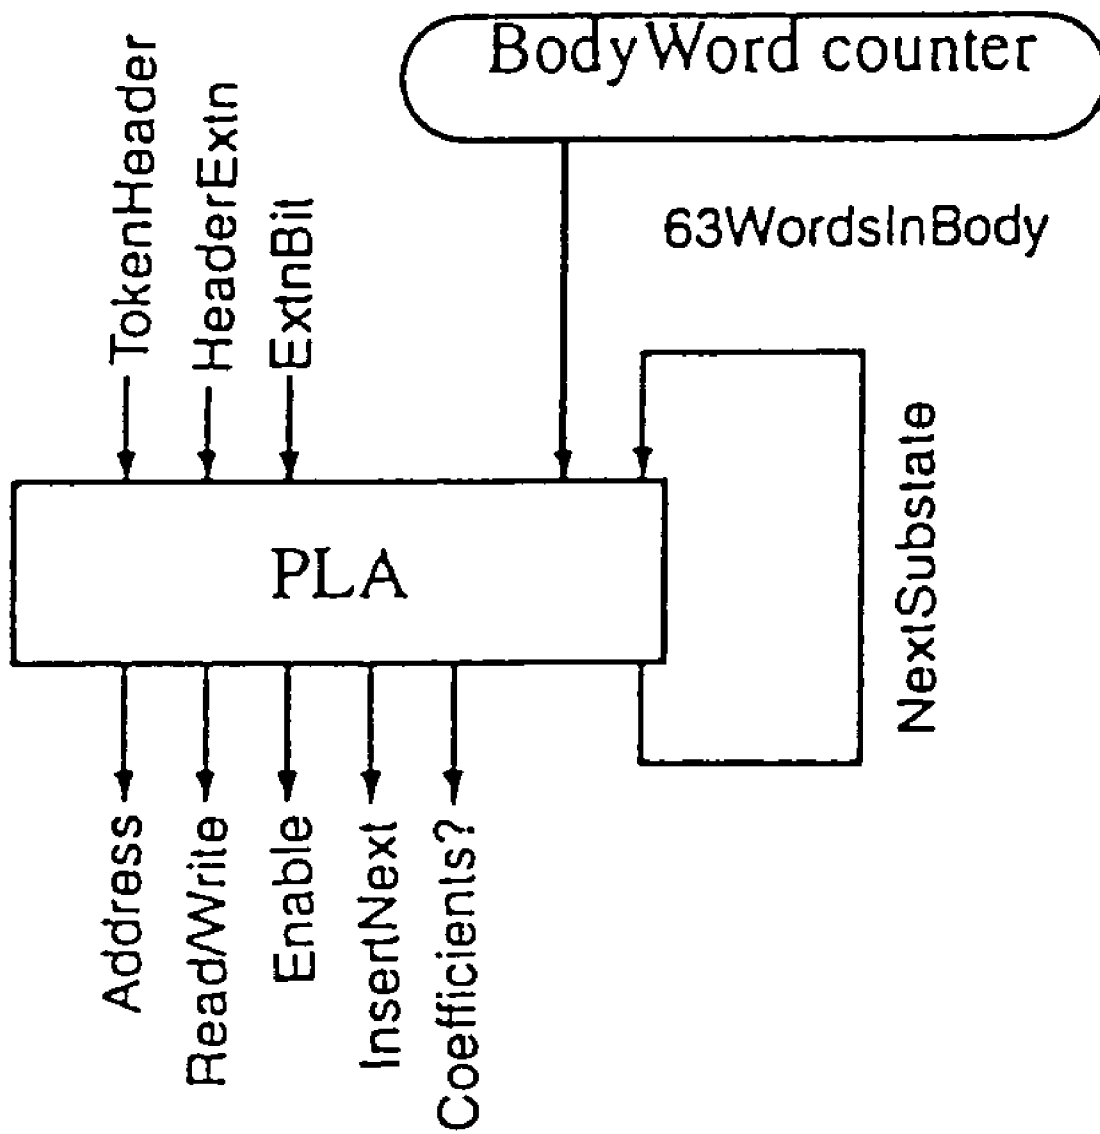 BodyWord counter
TokenHeader
HeaderExtn
ExtnBit
63WordsInBody
PLA
NextSubstate
Address
Read/Write
Enable
InsertNext
Coefficients?